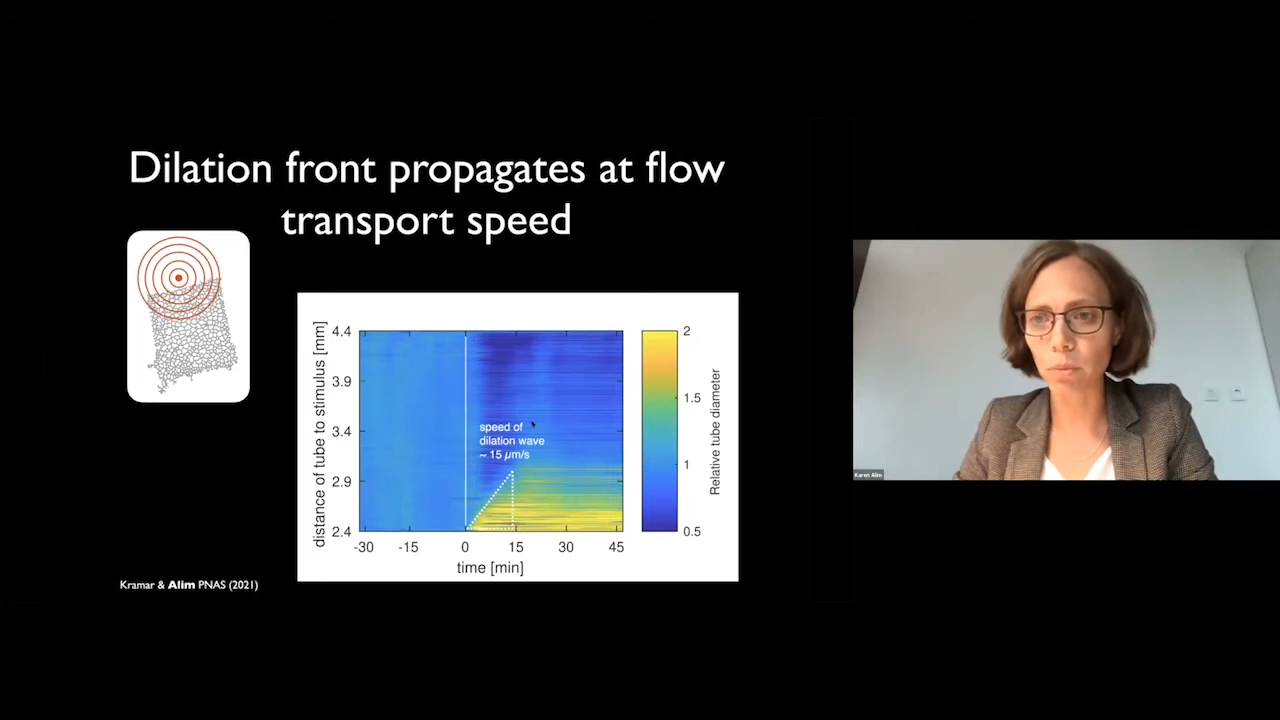 Dilation front propagates at flow
transport speed
distance of tube to stimulus [mm]
4.4
3.9
3.4
2.9
2.4
speed of
dilation wave
~ 15 µm/s
-30
-15
0
15
30
45
time [min]
2
1.5
1
0.5
Relative tube diameter
Kramar & Alim PNAS (2021)
Karen Alim